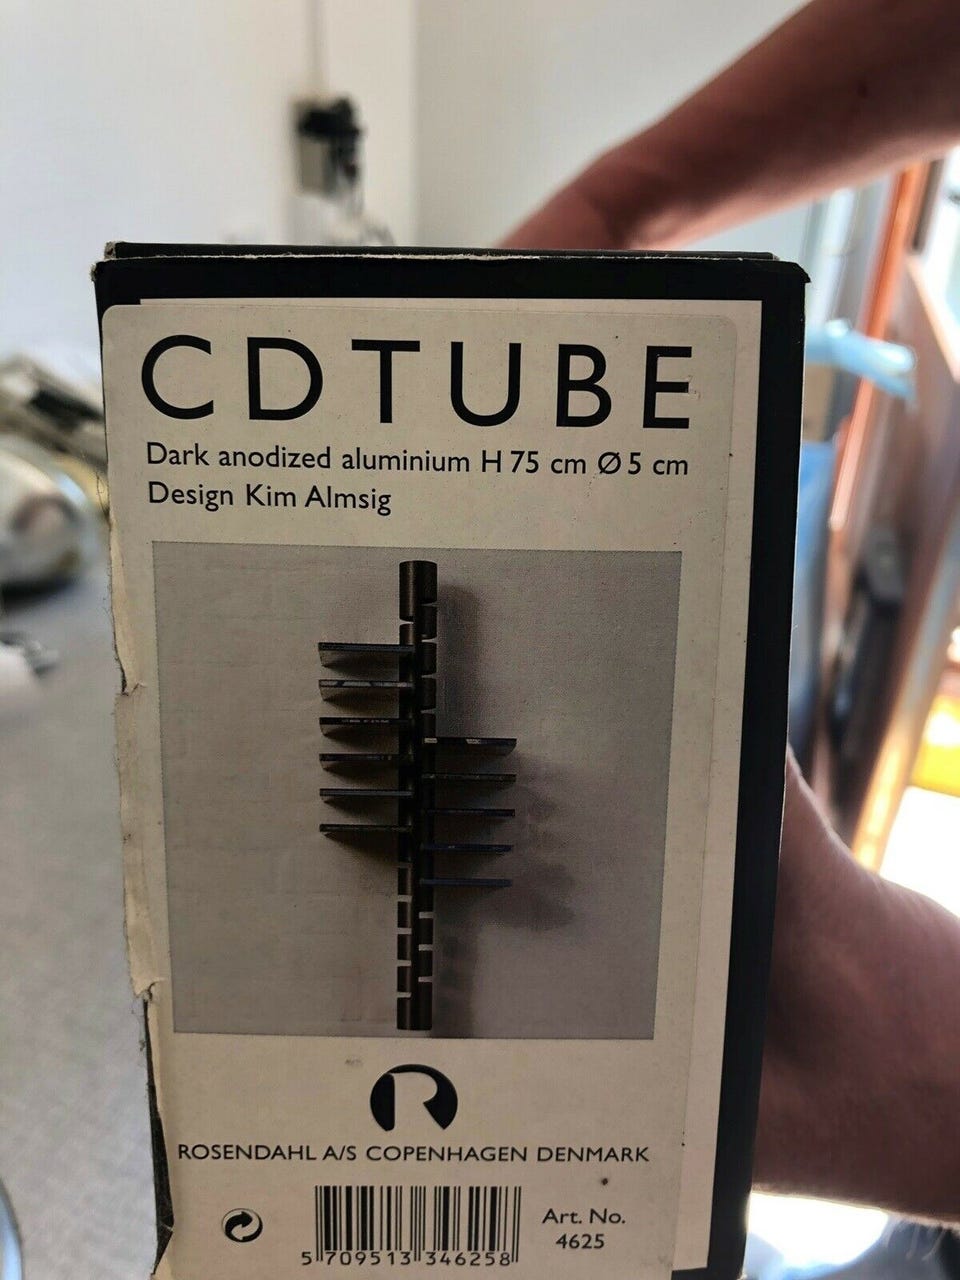 CDTUBE
Dark anodized aluminium H 75 cm Ø 5 cm
Design Kim Almsig
R
ROSENDAHL A/S COPENHAGEN DENMARK
Art. No.
4625
5 709513 346258